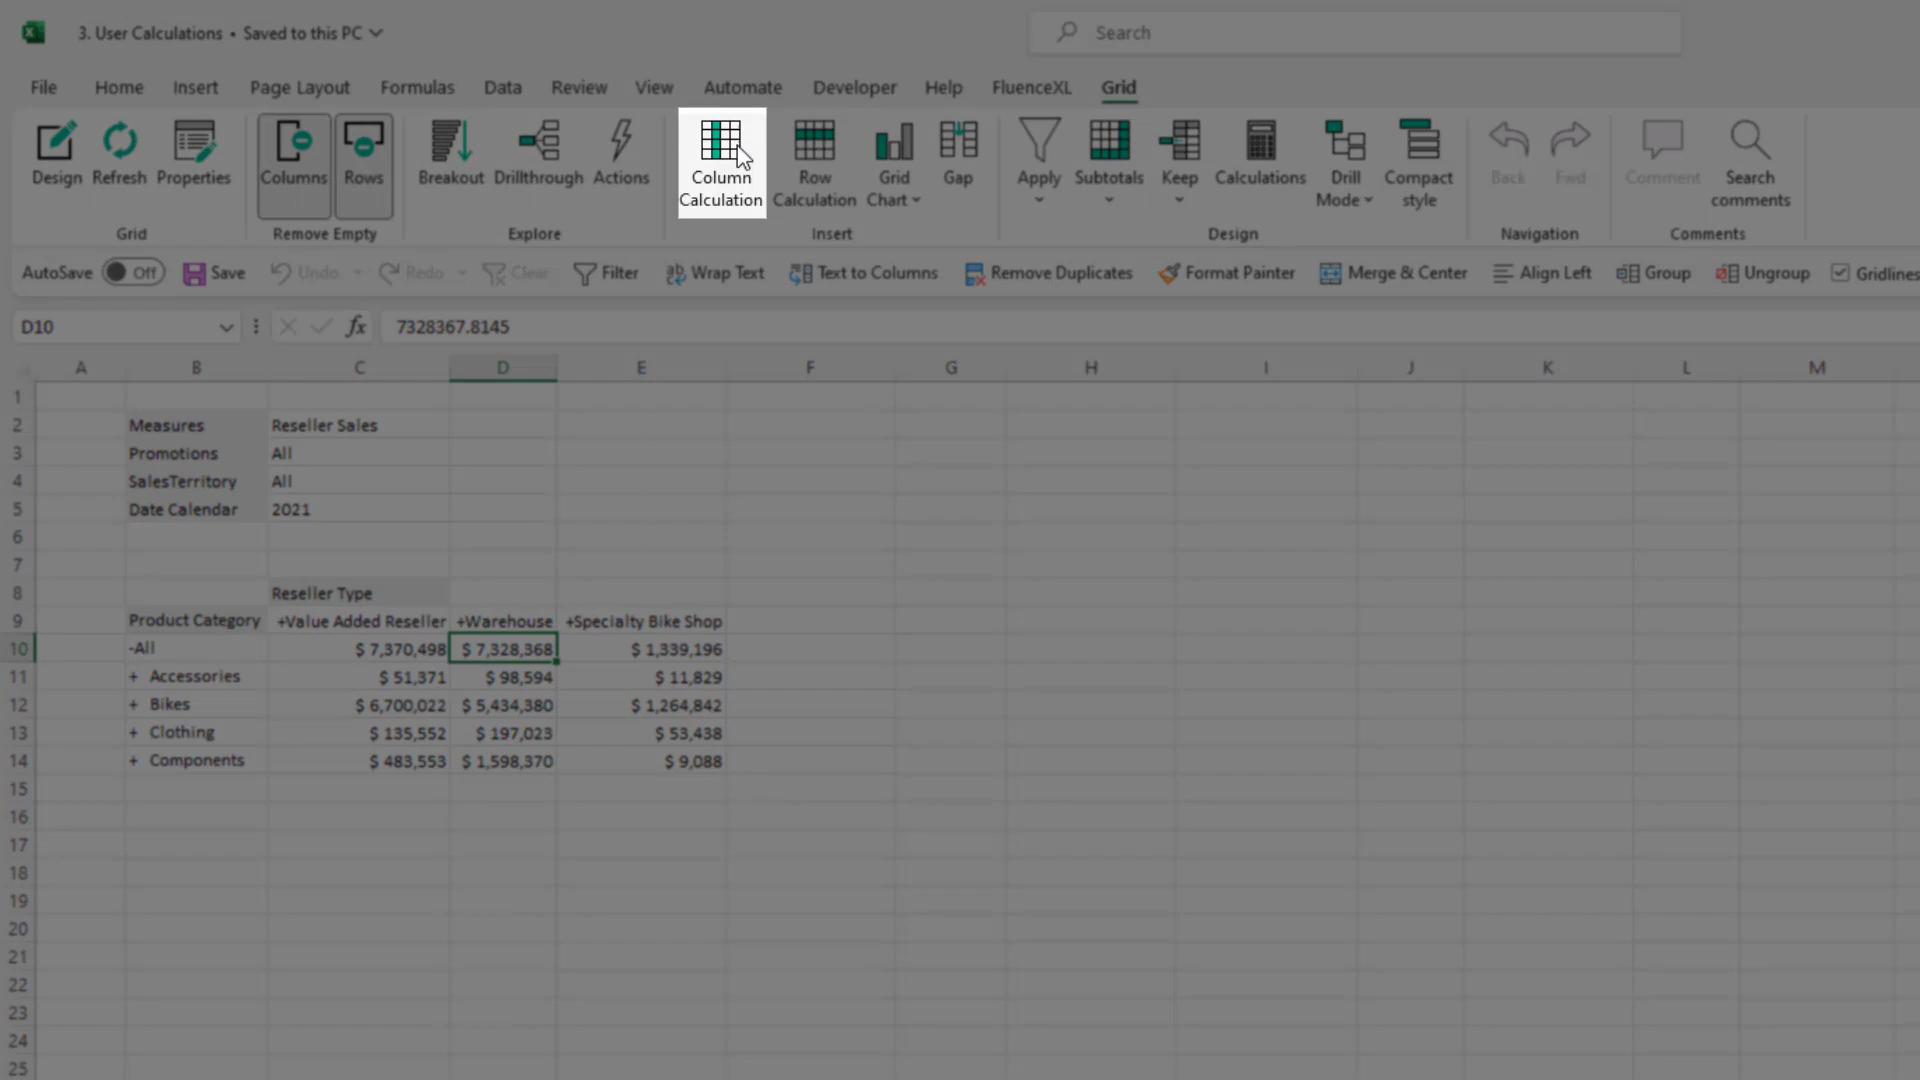 3. User Calculations • Saved to this PC
Search
File Home Insert Page Layout Formulas Data Review View Automate Developer Help FluenceXL Grid
Design Refresh Properties Columns Rows Breakout Drillthrough Actions Column Calculation Row Calculation Grid Chart Gap Apply Subtotals Keep Calculations Drill Mode Compact style Back Fwd Comment Search comments
Grid Remove Empty Explore Insert Design Navigation Comments
AutoSave Off Save Undo Redo Clear Filter Wrap Text Text to Columns Remove Duplicates Format Painter Merge & Center Align Left Group Ungroup Gridlines
D10 fx 7328367.8145
A B C D E F G H I J K L M
1
2 Measures Reseller Sales
3 Promotions All
4 SalesTerritory All
5 Date Calendar 2021
6
7
8 Reseller Type
9 Product Category +Value Added Reseller +Warehouse +Specialty Bike Shop
10 -All $ 7,370,498 $ 7,328,368 $ 1,339,196
11 + Accessories $ 51,371 $ 98,594 $ 11,829
12 + Bikes $ 6,700,022 $ 5,434,380 $ 1,264,842
13 + Clothing $ 135,552 $ 197,023 $ 53,438
14 + Components $ 483,553 $ 1,598,370 $ 9,088
15
16
17
18
19
20
21
22
23
24
25